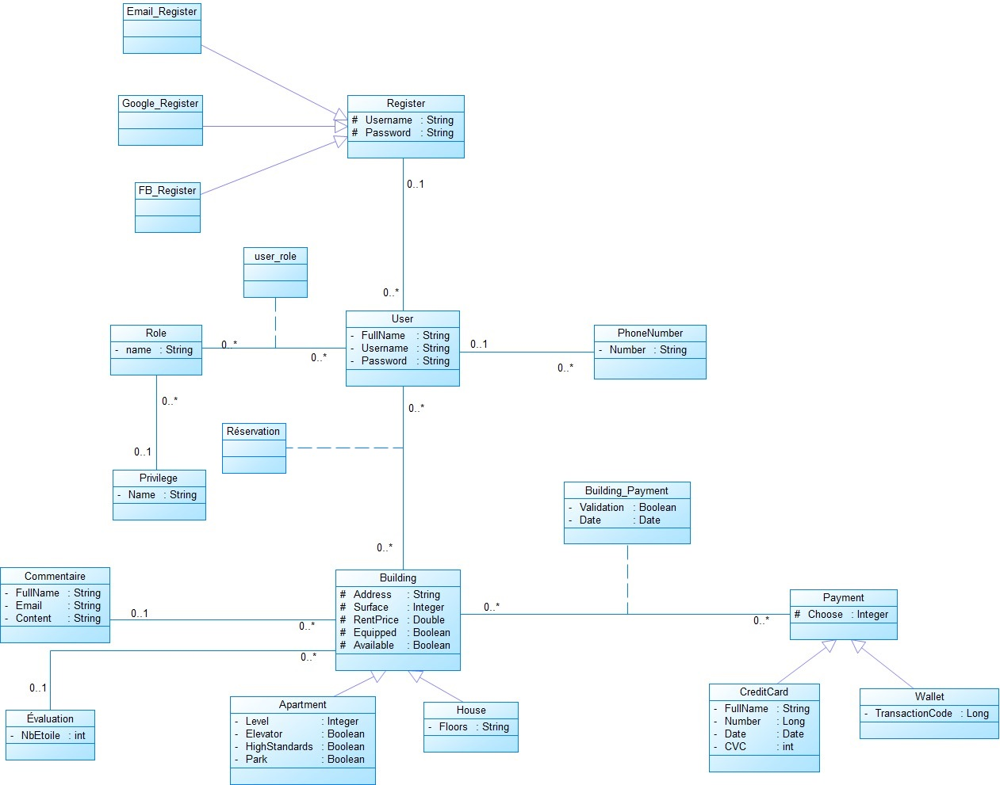 Email_Register
Google_Register
Register
# Username : String
# Password : String
FB_Register
0..1
user_role
0..*
User
- FullName : String
- Username : String
- Password : String
Role
- name : String
0..*
0..*
PhoneNumber
- Number : String
0..1
0..*
0..*
0..*
Réservation
0..1
Privilege
- Name : String
Building_Payment
- Validation : Boolean
- Date : Date
0..*
Commentaire
- FullName : String
- Email : String
- Content : String
Building
# Address : String
# Surface : Integer
# RentPrice : Double
# Equipped : Boolean
# Available : Boolean
0..1
0..*
0..*
0..*
Payment
# Choose : Integer
0..*
0..1
Évaluation
- NbEtoile : int
Apartment
- Level : Integer
- Elevator : Boolean
- HighStandards : Boolean
- Park : Boolean
House
- Floors : String
CreditCard
- FullName : String
- Number : Long
- Date : Date
- CVC : int
Wallet
- TransactionCode : Long